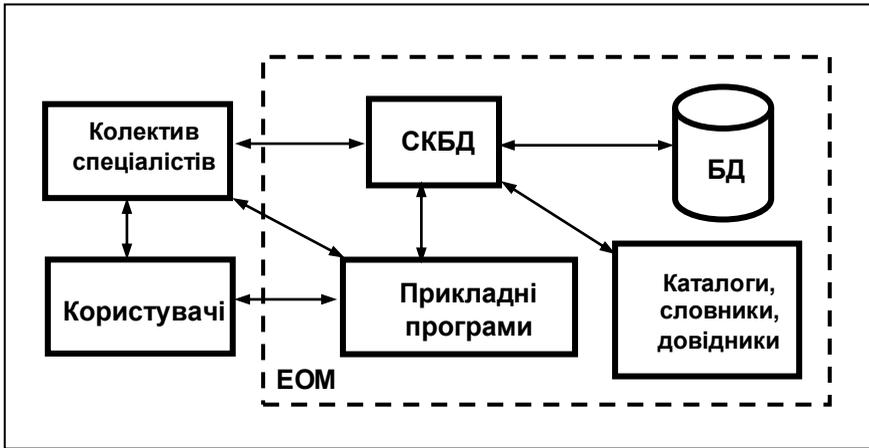 Колектив
спеціалістів
СКБД
БД
Користувачі
Прикладні
програми
Каталоги,
словники,
довідники
ЕОМ